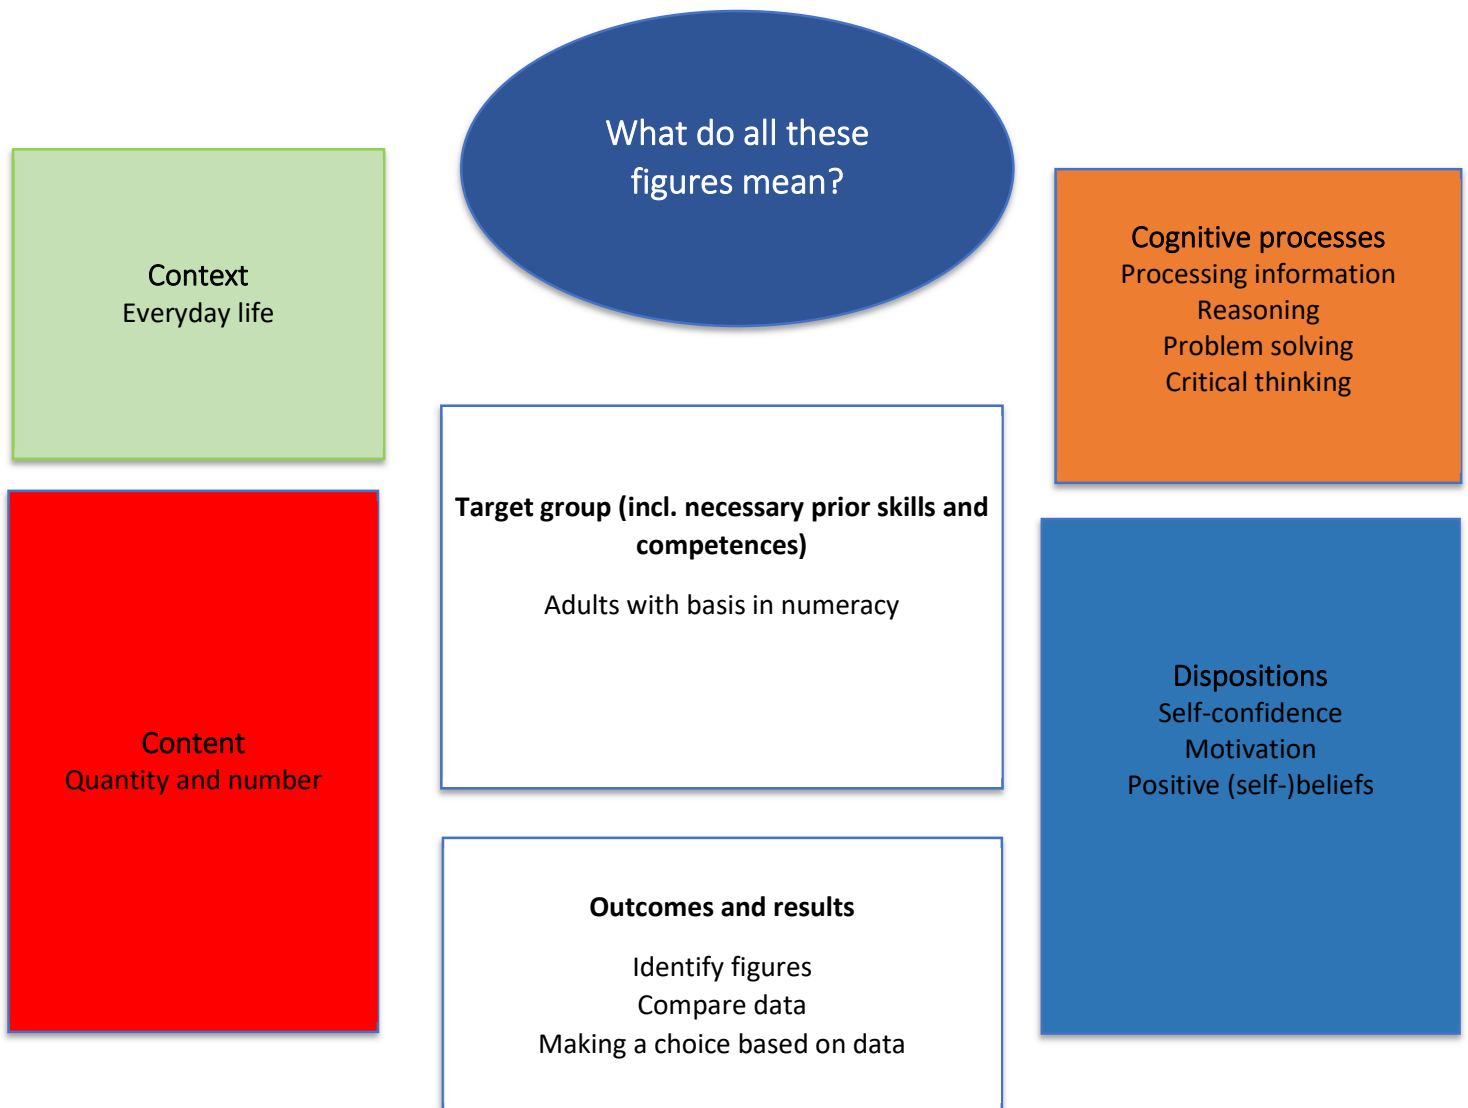 What do all these
figures mean?
Context
Everyday life
Cognitive processes
Processing information
Reasoning
Problem solving
Critical thinking
Target group (incl. necessary prior skills and
competences)
Adults with basis in numeracy
Content
Quantity and number
Dispositions
Self-confidence
Motivation
Positive (self-)beliefs
Outcomes and results
Identify figures
Compare data
Making a choice based on data